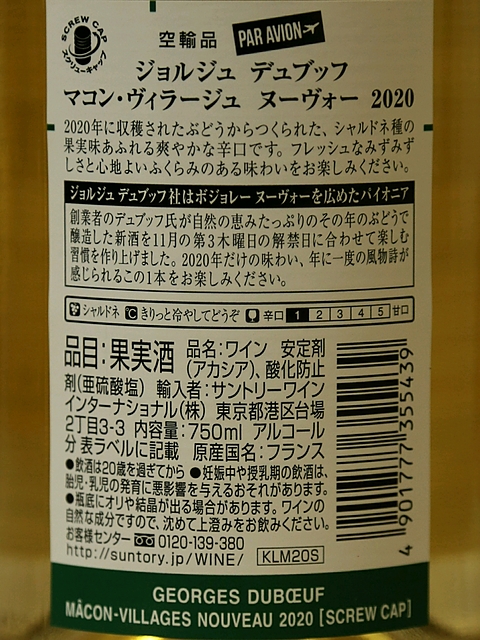 SCREW CAP
スクリューキャップ
空輸品 PAR AVION
ジョルジュ デュブッフ
マコン・ヴィラージュ ヌーヴォー 2020
2020年に収穫されたぶどうからつくられた、シャルドネ種の
果実味あふれる爽やかな辛口です。フレッシュなみずみず
しさと心地よいふくらみのある味わいをお楽しみください。
ジョルジュ デュブッフ社はボジョレー ヌーヴォーを広めたパイオニア
創業者のデュブッフ氏が自然の恵みたっぷりのその年のぶどうで
醸造した新酒を11月の第3木曜日の解禁日に合わせて楽しむ
習慣を作り上げました。2020年だけの味わい、年に一度の風物詩が
感じられるこの1本をお楽しみください。
シャルドネ ℃ きりっと冷やしてどうぞ 辛口 1 2 3 4 5 甘口
品目:果実酒 品名:ワイン 安定剤
(アカシア)、酸化防止
剤(亜硫酸塩) 輸入者:サントリーワイン
インターナショナル(株) 東京都港区台場
2丁目3-3 内容量:750ml アルコール
分 表ラベルに記載 原産国名:フランス
●飲酒は20歳を過ぎてから ●妊娠中や授乳期の飲酒は、
胎児・乳児の発育に悪影響を与えるおそれがあります。
●瓶底にオリや結晶が出る場合があります。ワインの
自然な成分ですので、沈めて上澄みをお飲みください。
お客様センター 0120-139-380
http://suntory.jp/WINE/ KLM20S
4 901777 355439
GEORGES DUBŒUF
MÂCON-VILLAGES NOUVEAU 2020 [SCREW CAP]